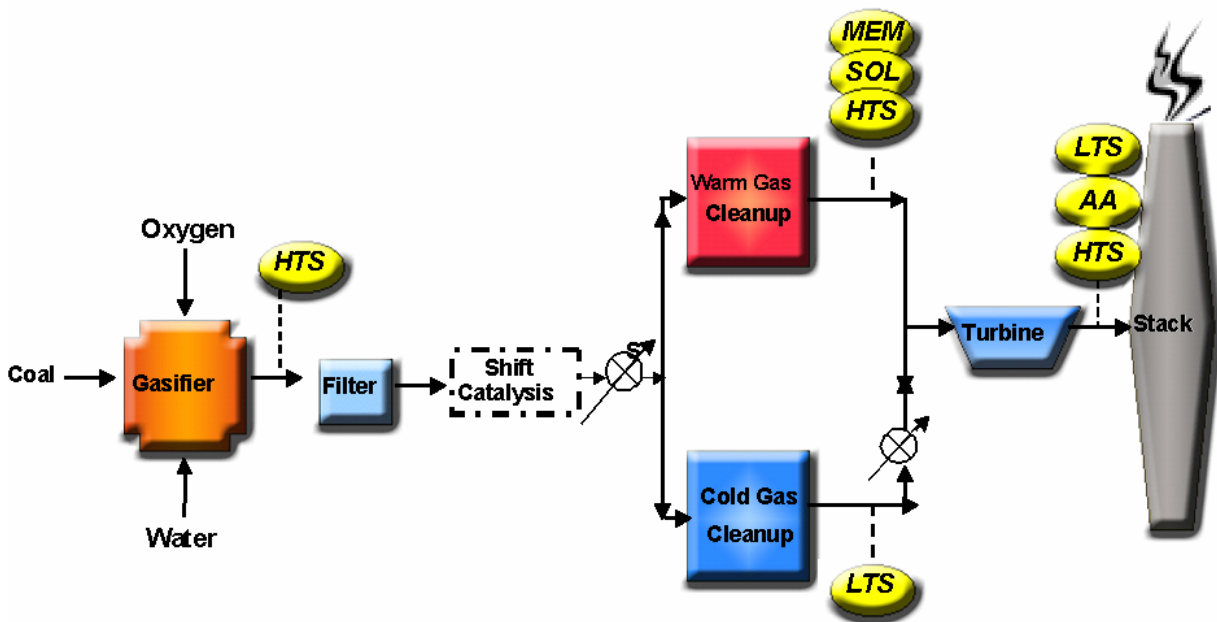 MEM
SOL
HTS
LTS
AA
HTS
Warm Gas
Cleanup
Oxygen
HTS
Coal
Gasifier
Filter
Shift
Catalysis
S
Turbine
Stack
Water
Cold Gas
Cleanup
LTS